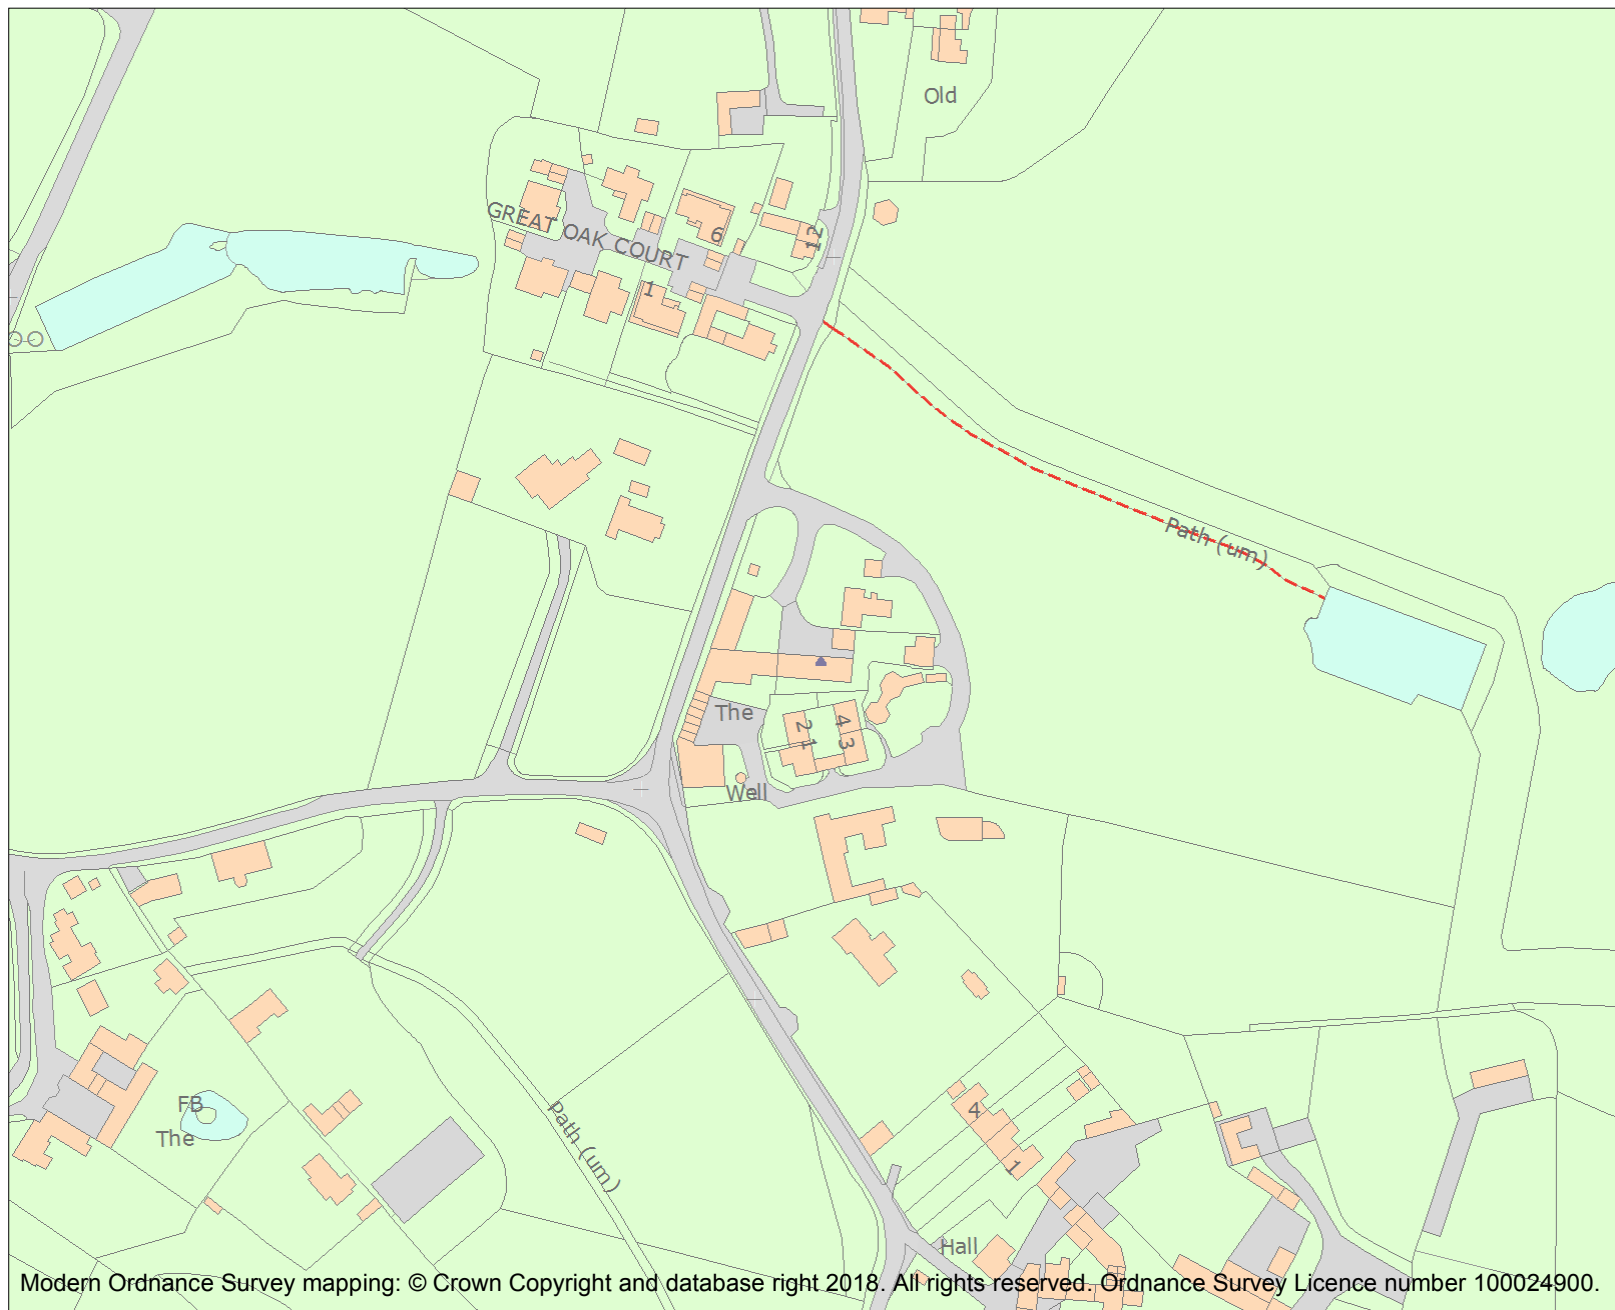 Old
GREAT OAK COURT
6
12
1
Path (um)
The
2
1
4
3
Well
FB
The
Path (um)
4
1
Hall
Modern Ordnance Survey mapping: © Crown Copyright and database right 2018. All rights reserved. Ordnance Survey Licence number 100024900.